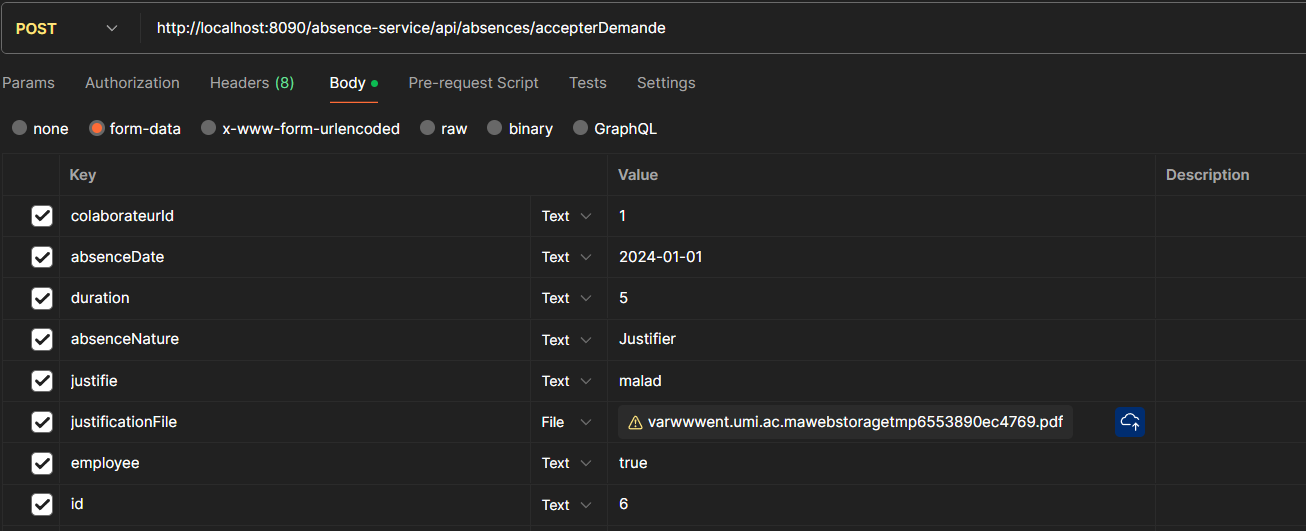 POST http://localhost:8090/absence-service/api/absences/accepterDemande
Params Authorization Headers (8) Body Pre-request Script Tests Settings
none form-data x-www-form-urlencoded raw binary GraphQL
Key Value Description
colaborateurId Text 1
absenceDate Text 2024-01-01
duration Text 5
absenceNature Text Justifier
justifie Text malad
justificationFile File varwwwent.umi.ac.mawebstoragetmp6553890ec4769.pdf
employee Text true
id Text 6